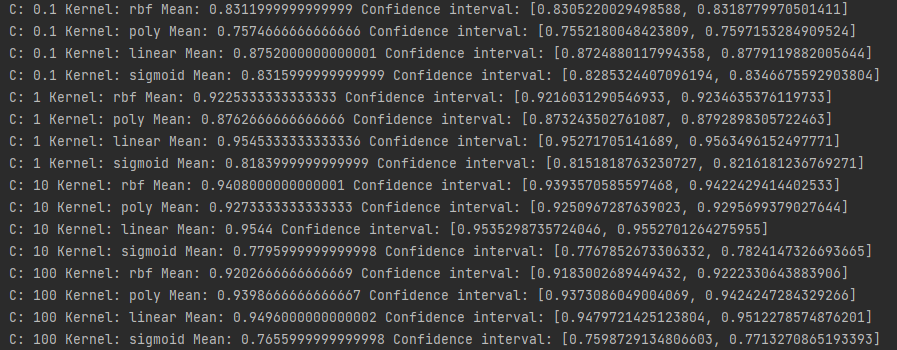 C: 0.1 Kernel: rbf Mean: 0.8311999999999999 Confidence interval: [0.8305220029498588, 0.8318779970501411]
C: 0.1 Kernel: poly Mean: 0.7574666666666666 Confidence interval: [0.7552180048423809, 0.7597153284909524]
C: 0.1 Kernel: linear Mean: 0.8752000000000001 Confidence interval: [0.8724880117994358, 0.8779119882005644]
C: 0.1 Kernel: sigmoid Mean: 0.8315999999999999 Confidence interval: [0.8285324407096194, 0.8346675592903804]
C: 1 Kernel: rbf Mean: 0.9225333333333333 Confidence interval: [0.9216031290546933, 0.9234635376119733]
C: 1 Kernel: poly Mean: 0.8762666666666666 Confidence interval: [0.873243502761087, 0.8792898305722463]
C: 1 Kernel: linear Mean: 0.9545333333333336 Confidence interval: [0.95271705141689, 0.9563496152497771]
C: 1 Kernel: sigmoid Mean: 0.8183999999999999 Confidence interval: [0.8151818763230727, 0.8216181236769271]
C: 10 Kernel: rbf Mean: 0.9408000000000001 Confidence interval: [0.9393570585597468, 0.9422429414402533]
C: 10 Kernel: poly Mean: 0.9273333333333333 Confidence interval: [0.9250967287639023, 0.9295699379027644]
C: 10 Kernel: linear Mean: 0.9544 Confidence interval: [0.9535298735724046, 0.9552701264275955]
C: 10 Kernel: sigmoid Mean: 0.7795999999999998 Confidence interval: [0.7767852673306332, 0.7824147326693665]
C: 100 Kernel: rbf Mean: 0.9202666666666669 Confidence interval: [0.9183002689449432, 0.9222330643883906]
C: 100 Kernel: poly Mean: 0.9398666666666667 Confidence interval: [0.9373086049004069, 0.9424247284329266]
C: 100 Kernel: linear Mean: 0.9496000000000002 Confidence interval: [0.9479721425123804, 0.9512278574876201]
C: 100 Kernel: sigmoid Mean: 0.7655999999999998 Confidence interval: [0.7598729134806603, 0.7713270865193393]